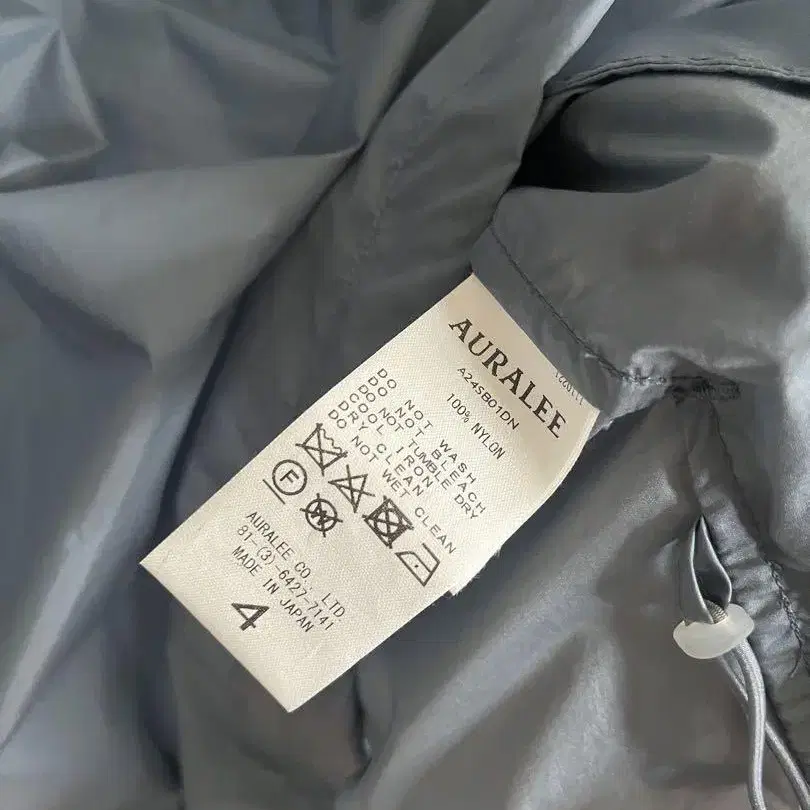 AURALEE
A24SB01DN
100% NYLON
DO NOT WASH
DO NOT BLEACH
DO NOT TUMBLE DRY
COOL IRON
DRY CLEAN
DO NOT WET CLEAN
F
W
AURALEE CO., LTD
81-(3)-6427-7141
MADE IN JAPAN
4